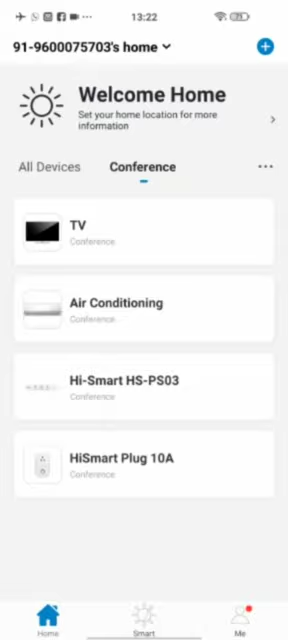 13:22
91-9600075703's home
Welcome Home
Set your home location for more
information
All Devices
Conference
TV
Conference
Air Conditioning
Conference
Hi-Smart HS-PS03
Conference
HiSmart Plug 10A
Conference
Home
Smart
Me